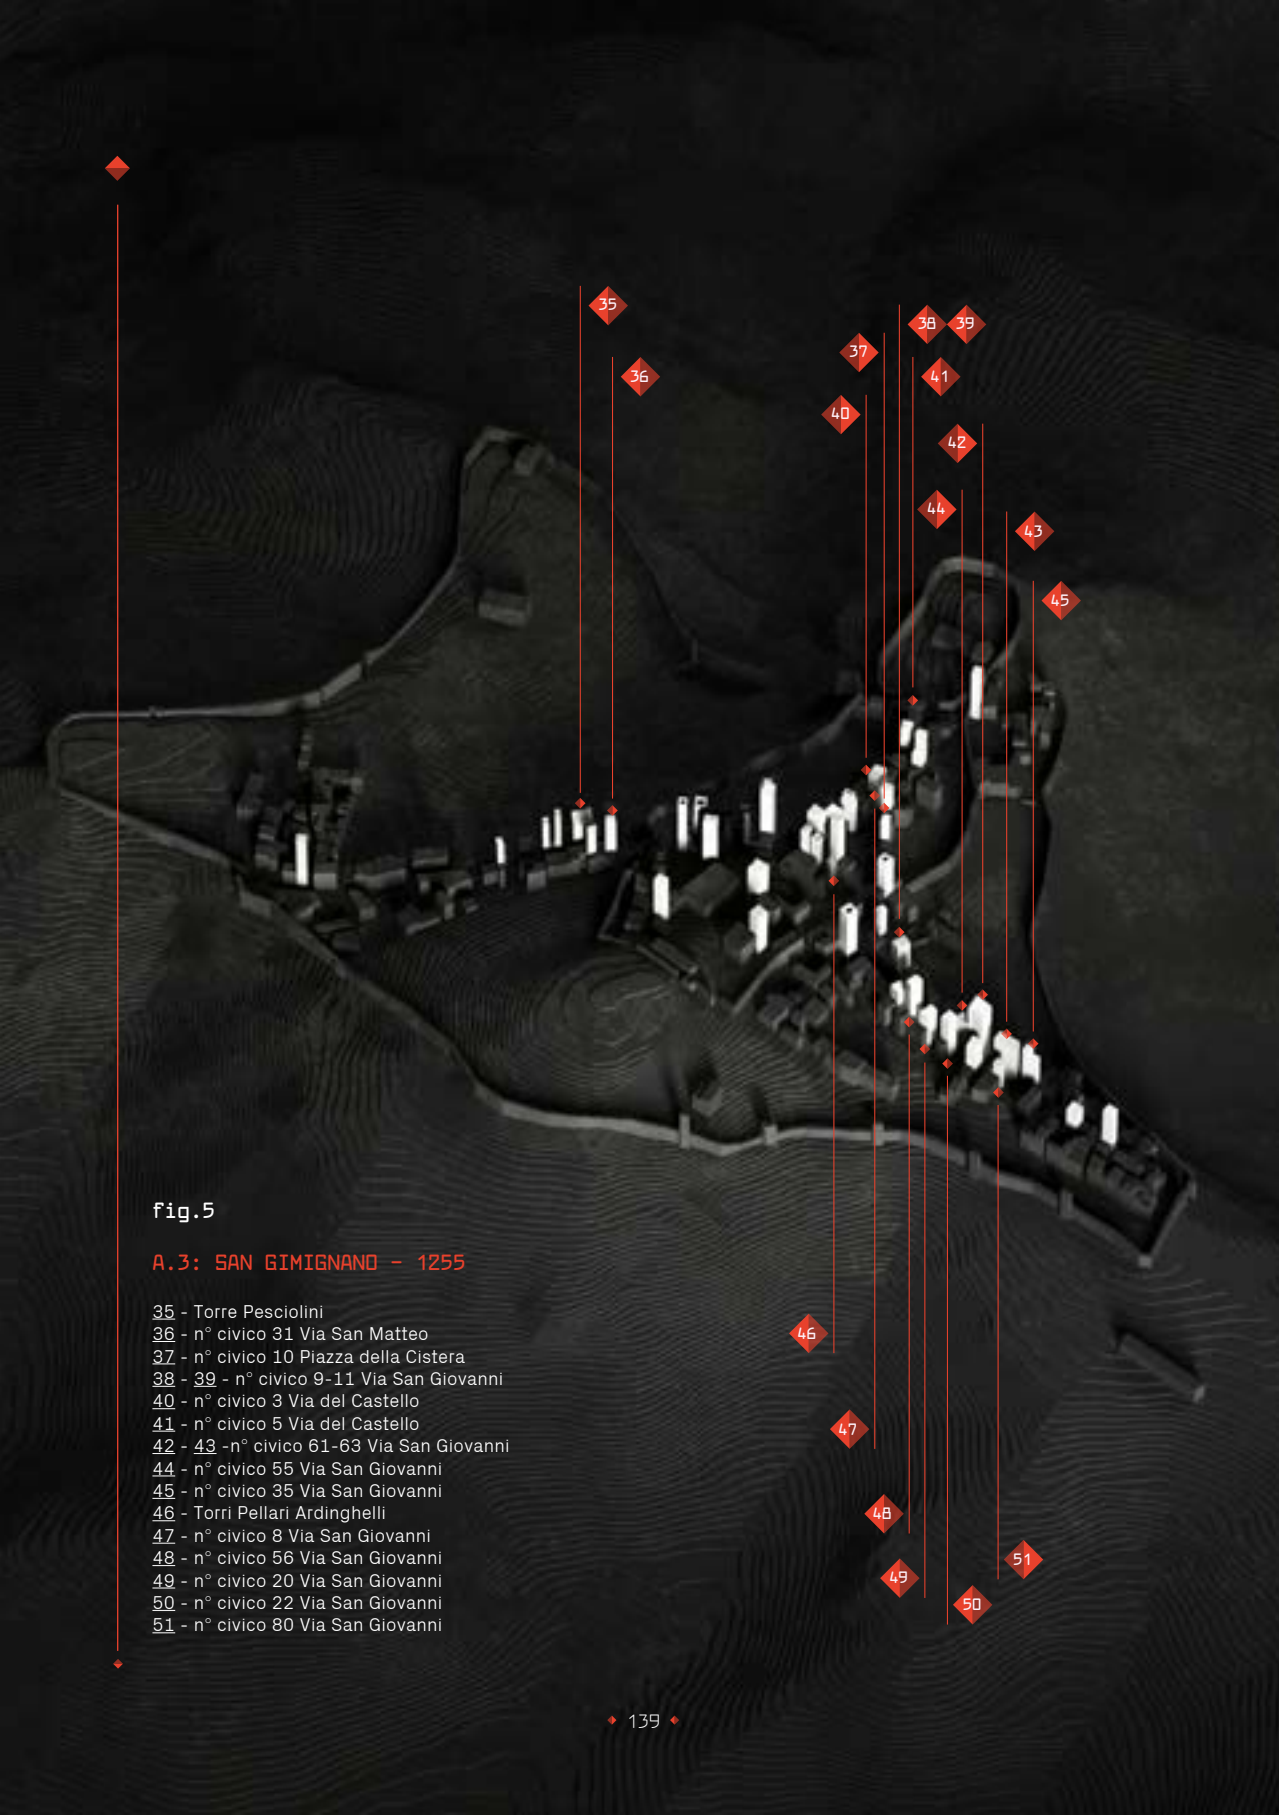 35
38 39
37
36
41
40
42
44
43
45
fig.5
A.3: SAN GIMIGNANO - 1255
35 - Torre Pesciolini
36 - n° civico 31 Via San Matteo
37 - n° civico 10 Piazza della Cistera
38 - 39 - n° civico 9-11 Via San Giovanni
40 - n° civico 3 Via del Castello
41 - n° civico 5 Via del Castello
42 - 43 -n° civico 61-63 Via San Giovanni
44 - n° civico 55 Via San Giovanni
45 - n° civico 35 Via San Giovanni
46 - Torri Pellari Ardinghelli
47 - n° civico 8 Via San Giovanni
48 - n° civico 56 Via San Giovanni
49 - n° civico 20 Via San Giovanni
50 - n° civico 22 Via San Giovanni
51 - n° civico 80 Via San Giovanni
46
47
48
51
49
50
139